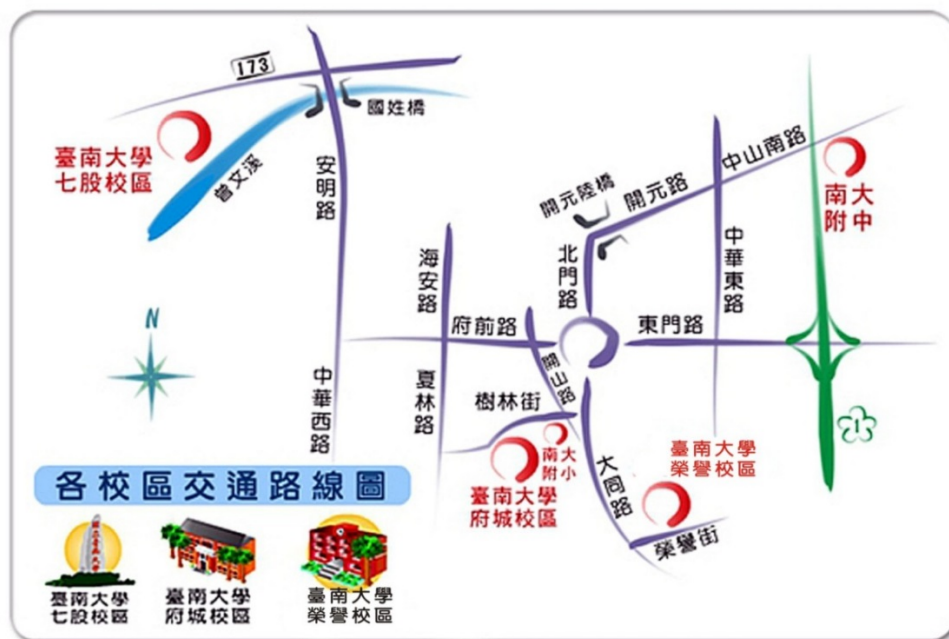 173
國姓橋
臺南大學
七股校區
曾文溪
安明路
開元陸橋
開元路
中山南路
南大
附中
北門路
中華東路
海安路
府前路
東門路
N
開山路
中華西路
夏林路
樹林街
1
南大
附小
臺南大學
府城校區
大同路
臺南大學
榮譽校區
榮譽街
各校區交通路線圖
國立臺南大學
臺南大學
七股校區
臺南大學
府城校區
臺南大學
榮譽校區